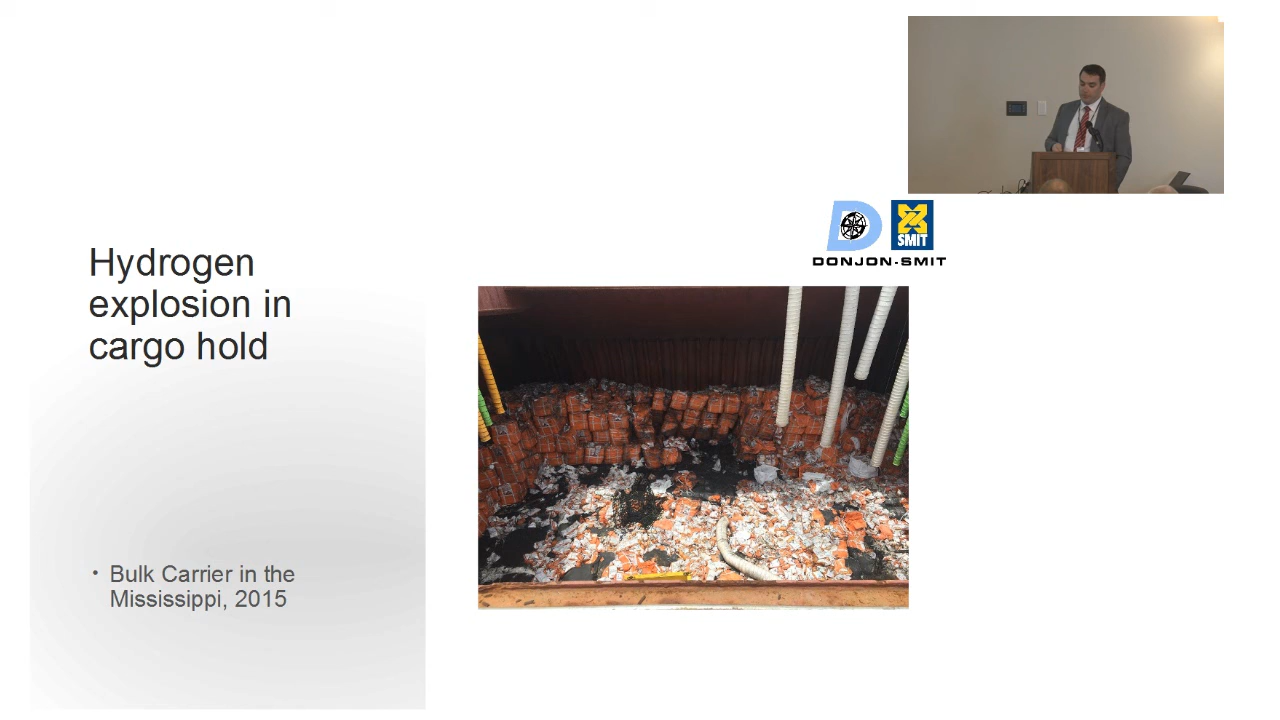 SMIT
DONJON-SMIT
Hydrogen
explosion in
cargo hold
• Bulk Carrier in the
Mississippi, 2015